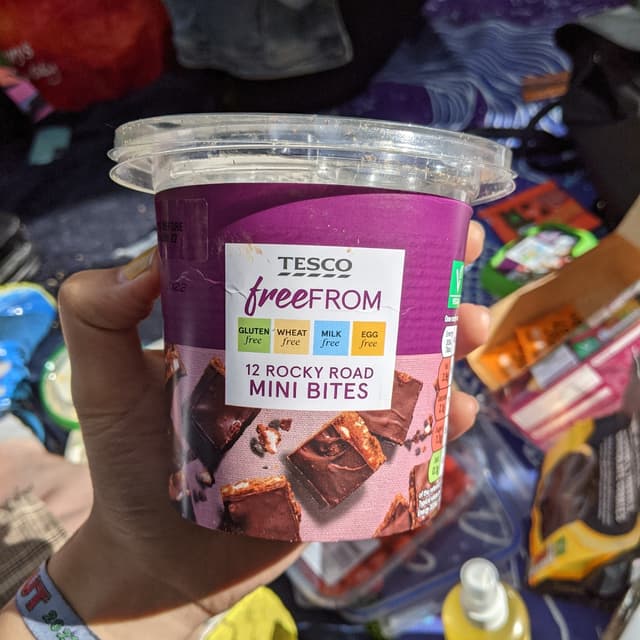 TESCO
freeFROM
GLUTEN free
WHEAT free
MILK free
EGG free
12 ROCKY ROAD
MINI BITES
V